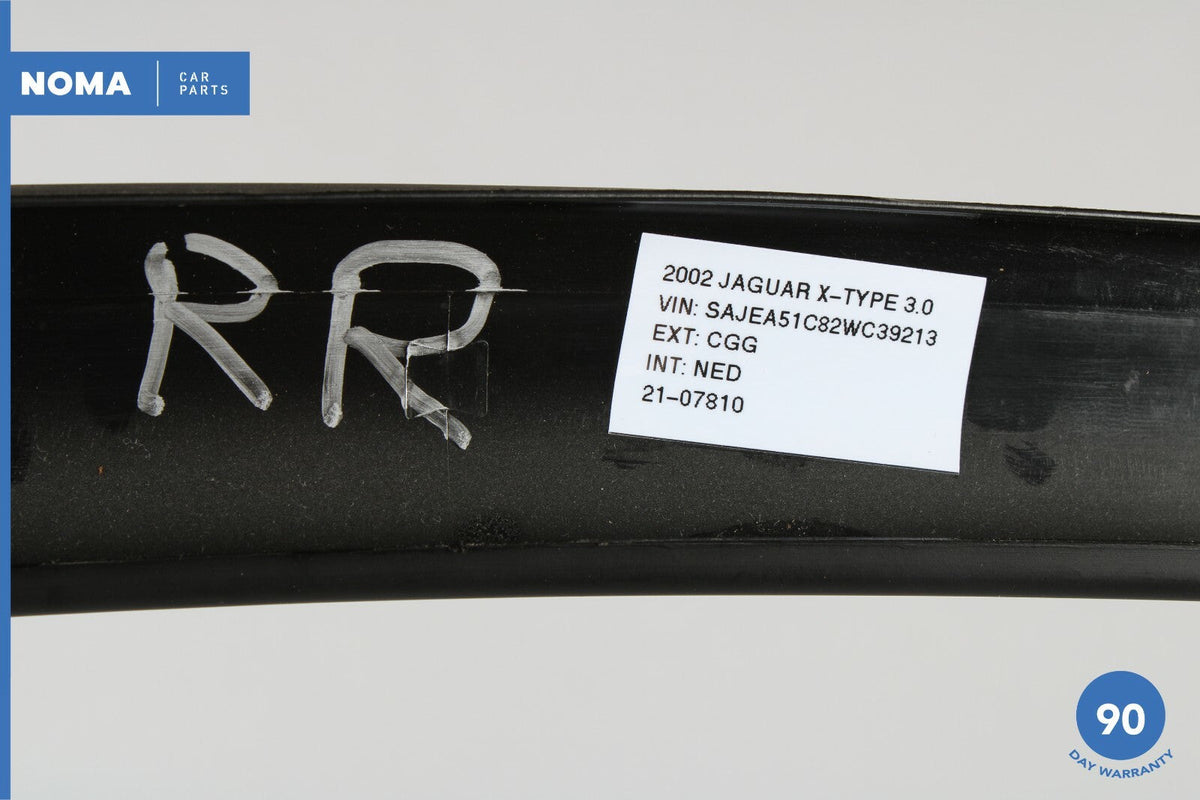 NOMA
CAR
PARTS
RR
2002 JAGUAR X-TYPE 3.0
VIN: SAJEA51C82WC39213
EXT: CGG
INT: NED
21-07810
90
DAY WARRANTY